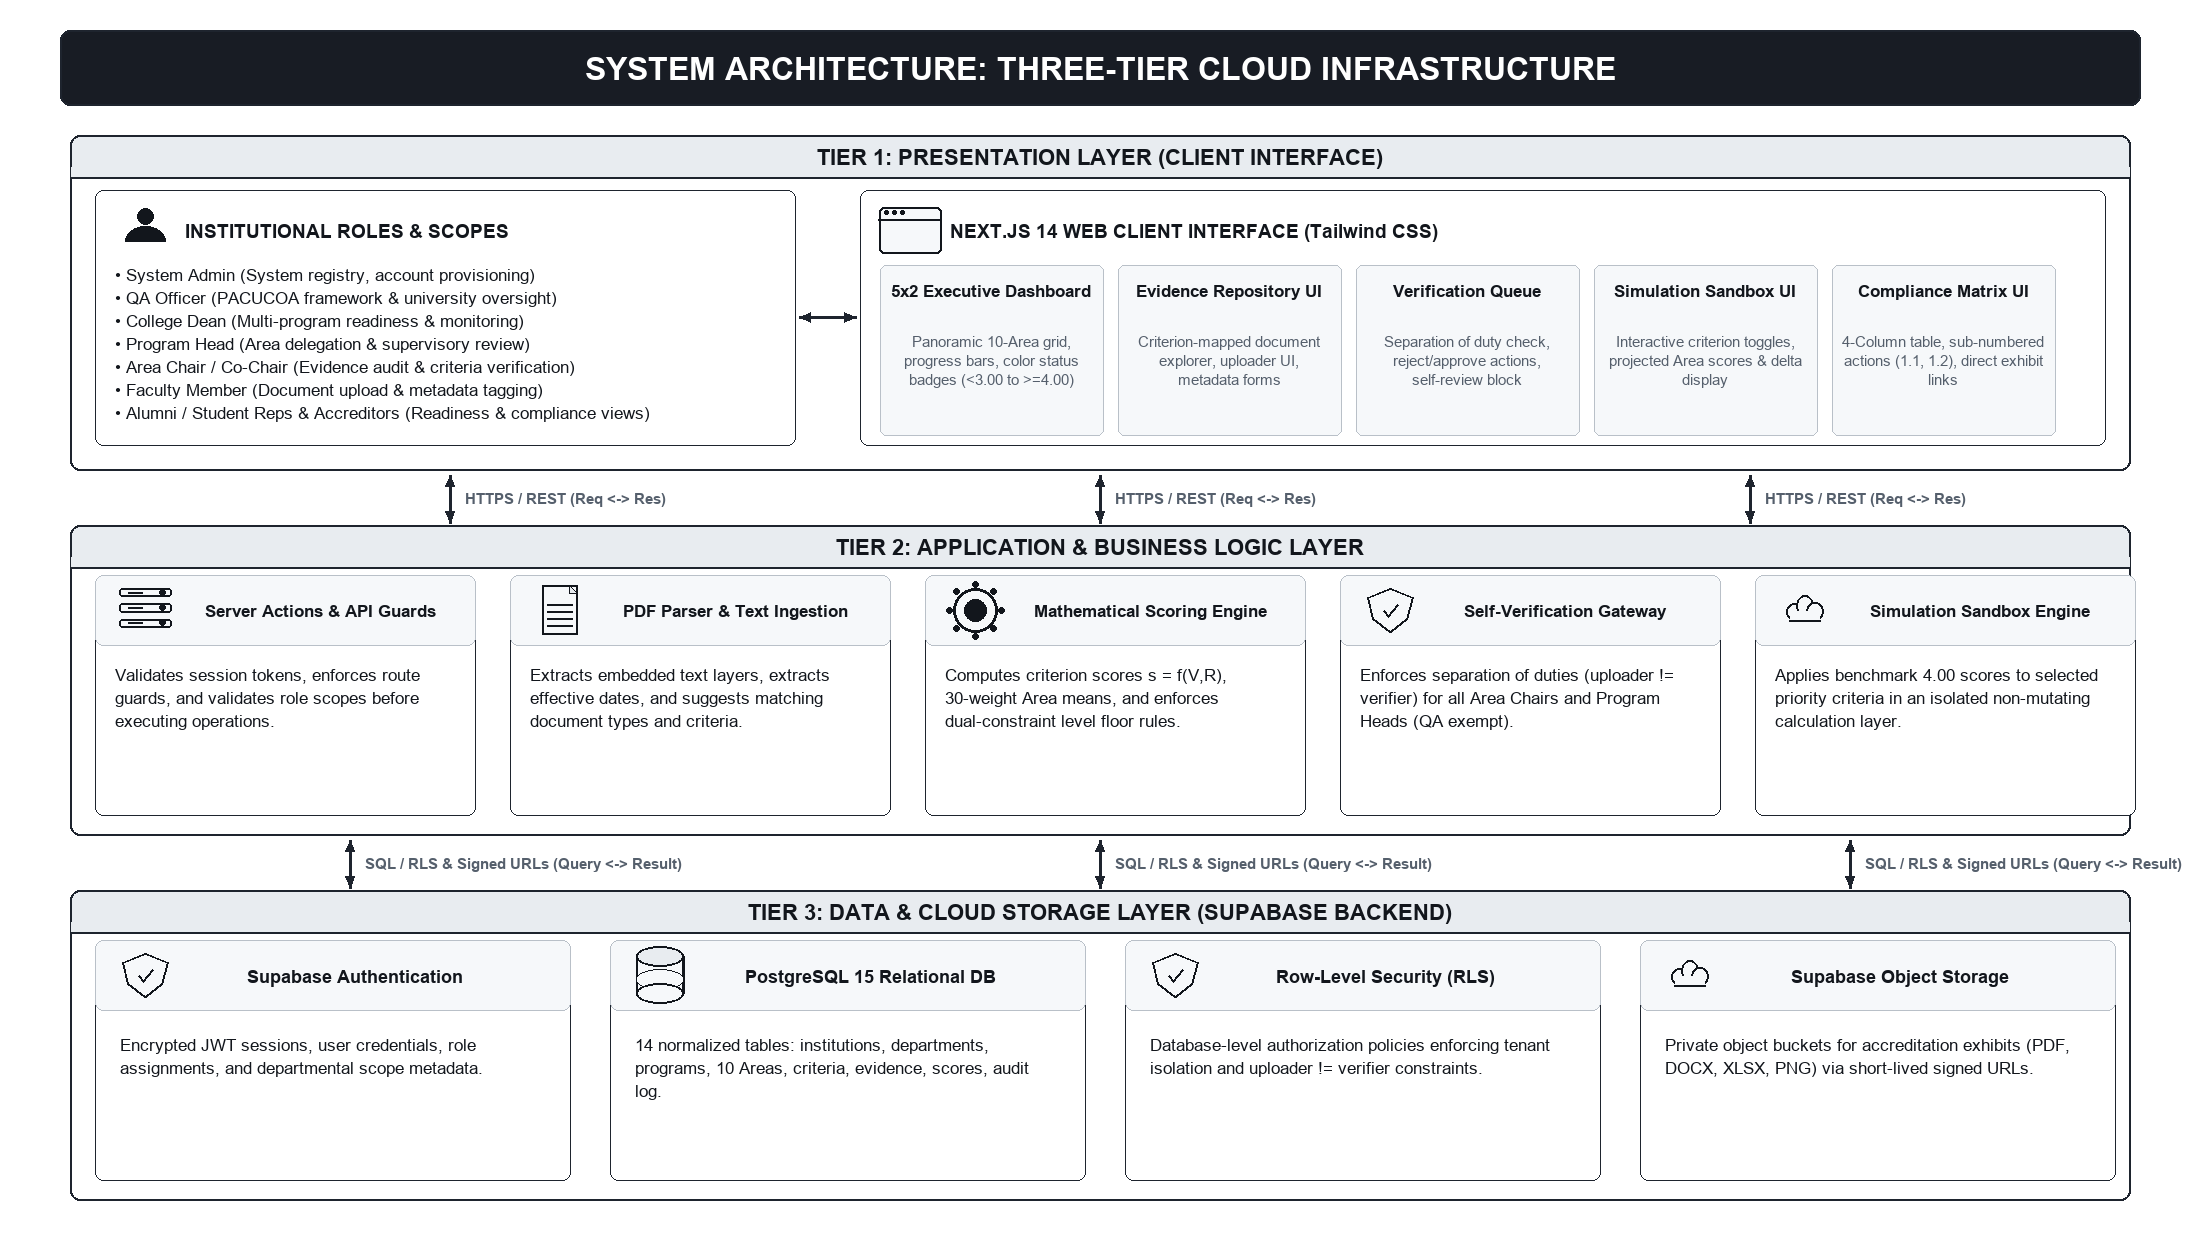 SYSTEM ARCHITECTURE: THREE-TIER CLOUD INFRASTRUCTURE
TIER 1: PRESENTATION LAYER (CLIENT INTERFACE)
INSTITUTIONAL ROLES & SCOPES
• System Admin (System registry, account provisioning)
• QA Officer (PACUCOA framework & university oversight)
• College Dean (Multi-program readiness & monitoring)
• Program Head (Area delegation & supervisory review)
• Area Chair / Co-Chair (Evidence audit & criteria verification)
• Faculty Member (Document upload & metadata tagging)
• Alumni / Student Reps & Accreditors (Readiness & compliance views)
NEXT.JS 14 WEB CLIENT INTERFACE (Tailwind CSS)
5x2 Executive Dashboard
Panoramic 10-Area grid,
progress bars, color status
badges (<3.00 to >=4.00)
Evidence Repository UI
Criterion-mapped document
explorer, uploader UI,
metadata forms
Verification Queue
Separation of duty check,
reject/approve actions,
self-review block
Simulation Sandbox UI
Interactive criterion toggles,
projected Area scores & delta
display
Compliance Matrix UI
4-Column table, sub-numbered
actions (1.1, 1.2), direct exhibit
links
HTTPS / REST (Req <-> Res)
HTTPS / REST (Req <-> Res)
HTTPS / REST (Req <-> Res)
TIER 2: APPLICATION & BUSINESS LOGIC LAYER
Server Actions & API Guards
Validates session tokens, enforces route
guards, and validates role scopes before
executing operations.
PDF Parser & Text Ingestion
Extracts embedded text layers, extracts
effective dates, and suggests matching
document types and criteria.
Mathematical Scoring Engine
Computes criterion scores s = f(V,R),
30-weight Area means, and enforces
dual-constraint level floor rules.
Self-Verification Gateway
Enforces separation of duties (uploader !=
verifier) for all Area Chairs and Program
Heads (QA exempt).
Simulation Sandbox Engine
Applies benchmark 4.00 scores to selected
priority criteria in an isolated non-mutating
calculation layer.
SQL / RLS & Signed URLs (Query <-> Result)
SQL / RLS & Signed URLs (Query <-> Result)
SQL / RLS & Signed URLs (Query <-> Result)
TIER 3: DATA & CLOUD STORAGE LAYER (SUPABASE BACKEND)
Supabase Authentication
Encrypted JWT sessions, user credentials, role
assignments, and departmental scope metadata.
PostgreSQL 15 Relational DB
14 normalized tables: institutions, departments,
programs, 10 Areas, criteria, evidence, scores, audit
log.
Row-Level Security (RLS)
Database-level authorization policies enforcing tenant
isolation and uploader != verifier constraints.
Supabase Object Storage
Private object buckets for accreditation exhibits (PDF,
DOCX, XLSX, PNG) via short-lived signed URLs.